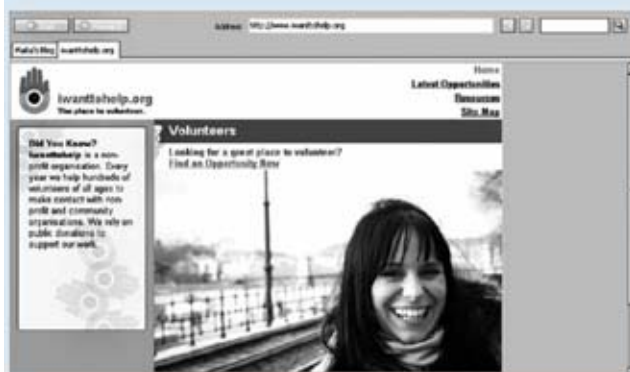 Address http://www.iwanttohelp.org
Maika's Blog iwanttohelp.org
iwanttohelp.org
The place to volunteer.
Home
Latest Opportunities
Resources
Site Map
Did You Know?
Iwanttohelp is a non-
profit organisation. Every
year we help hundreds of
volunteers of all ages to
make contact with non-
profit and community
organisations. We rely on
public donations to
support our work.
Volunteers
Looking for a great place to volunteer?
Find an Opportunity Now